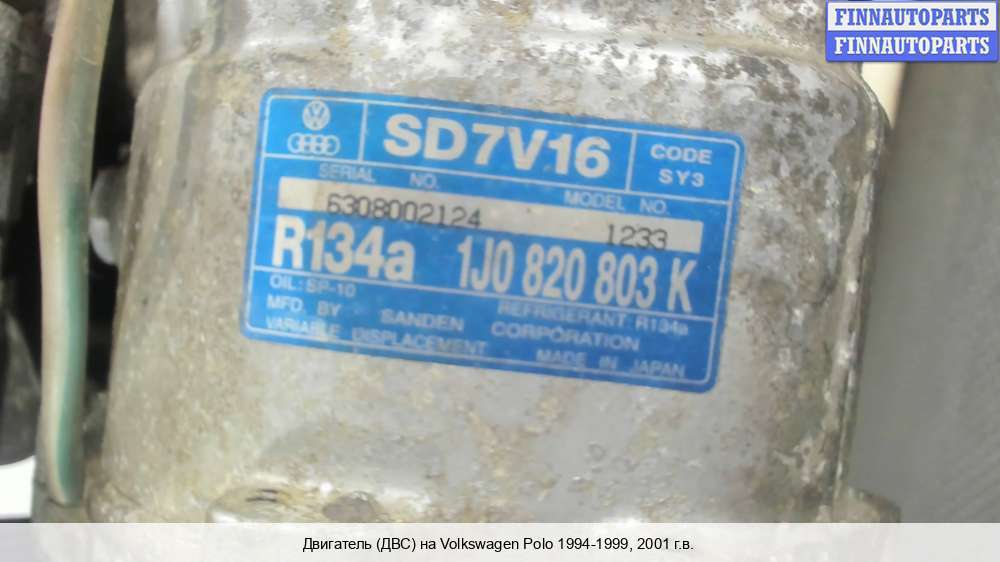 FINNAUTOPARTS
FINNAUTOPARTS
SD7V16
CODE
SY3
SERIAL NO.
MODEL NO.
6308002124 1233
R134a 1J0 820 803 K
OIL: SP-10
REFRIGERANT R134a
MFD. BY SANDEN CORPORATION
VARIABLE DISPLACEMENT MADE IN JAPAN
Двигатель (ДВС) на Volkswagen Polo 1994-1999, 2001 г.в.